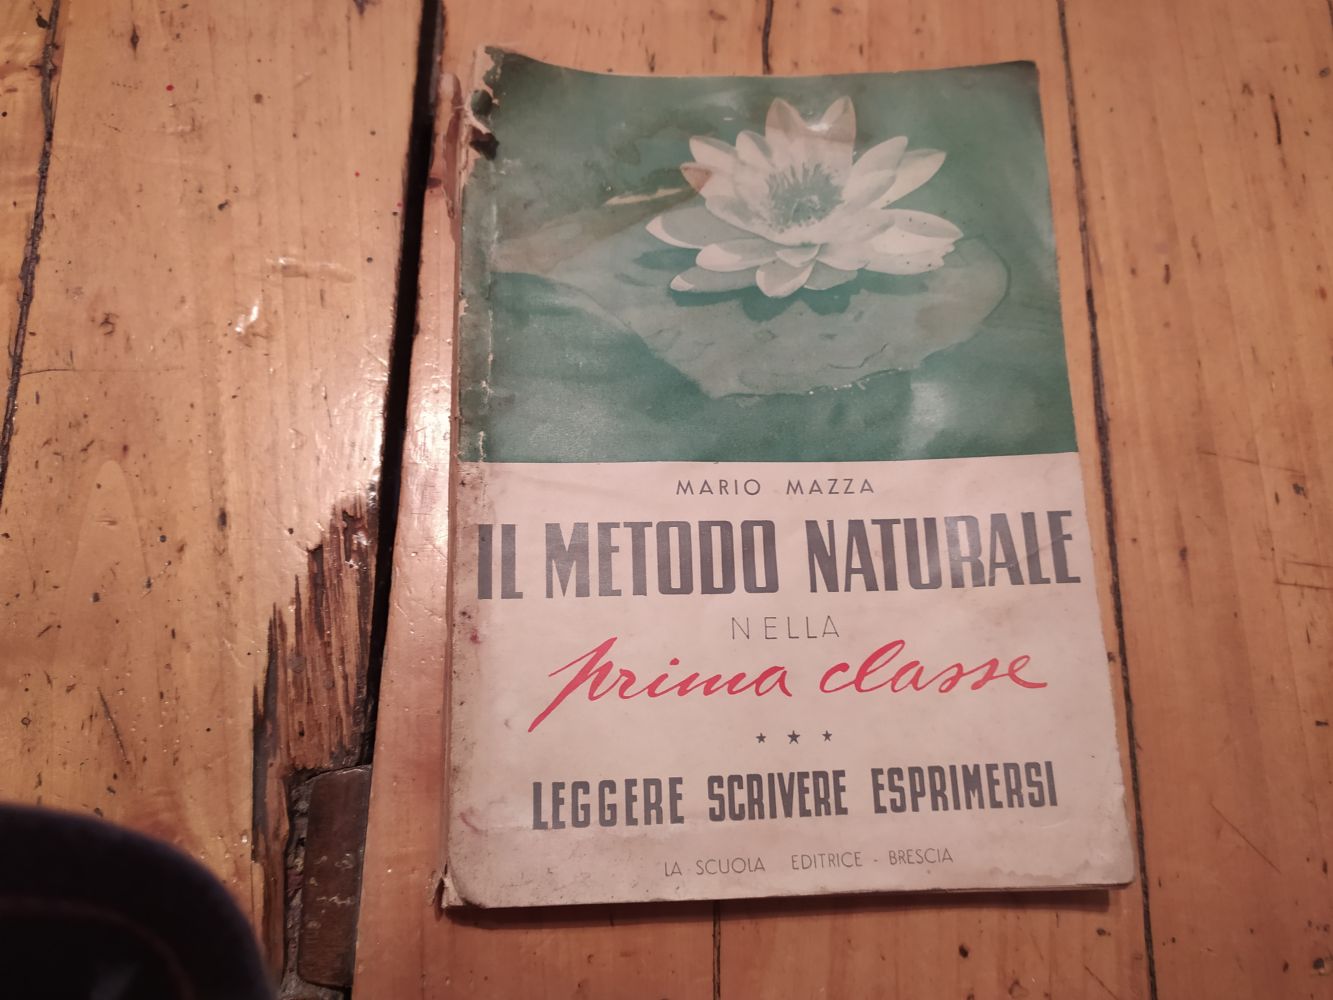 MARIO MAZZA
IL METODO NATURALE
NELLA
prima classe
★ ★ ★
LEGGERE SCRIVERE ESPRIMERSI
LA SCUOLA EDITRICE - BRESCIA